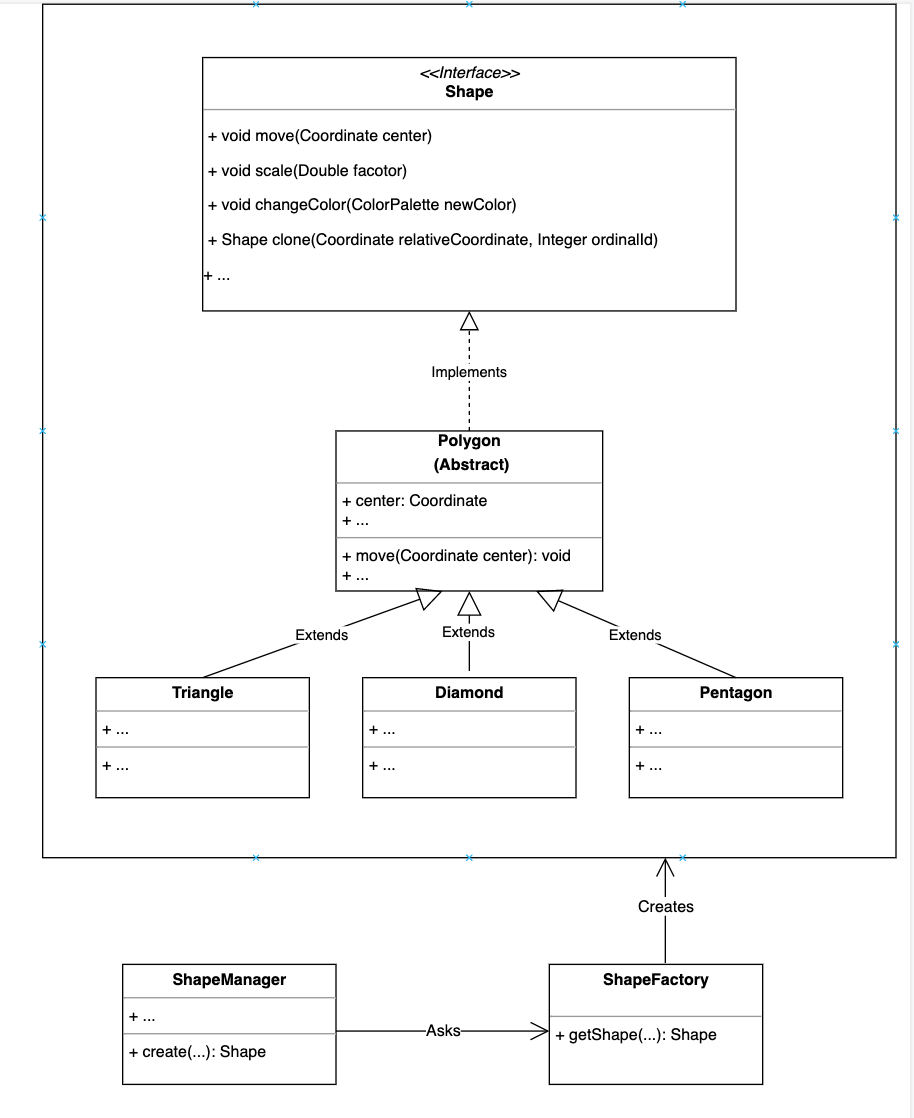 <<Interface>>
Shape
+ void move(Coordinate center)
+ void scale(Double facotor)
+ void changeColor(ColorPalette newColor)
+ Shape clone(Coordinate relativeCoordinate, Integer ordinalId)
+ ...
Implements
Polygon
(Abstract)
+ center: Coordinate
+ ...
+ move(Coordinate center): void
+ ...
Extends
Extends
Extends
Triangle
+ ...
+ ...
Diamond
+ ...
+ ...
Pentagon
+ ...
+ ...
Creates
ShapeManager
+ ...
+ create(...): Shape
Asks
ShapeFactory
+ getShape(...): Shape